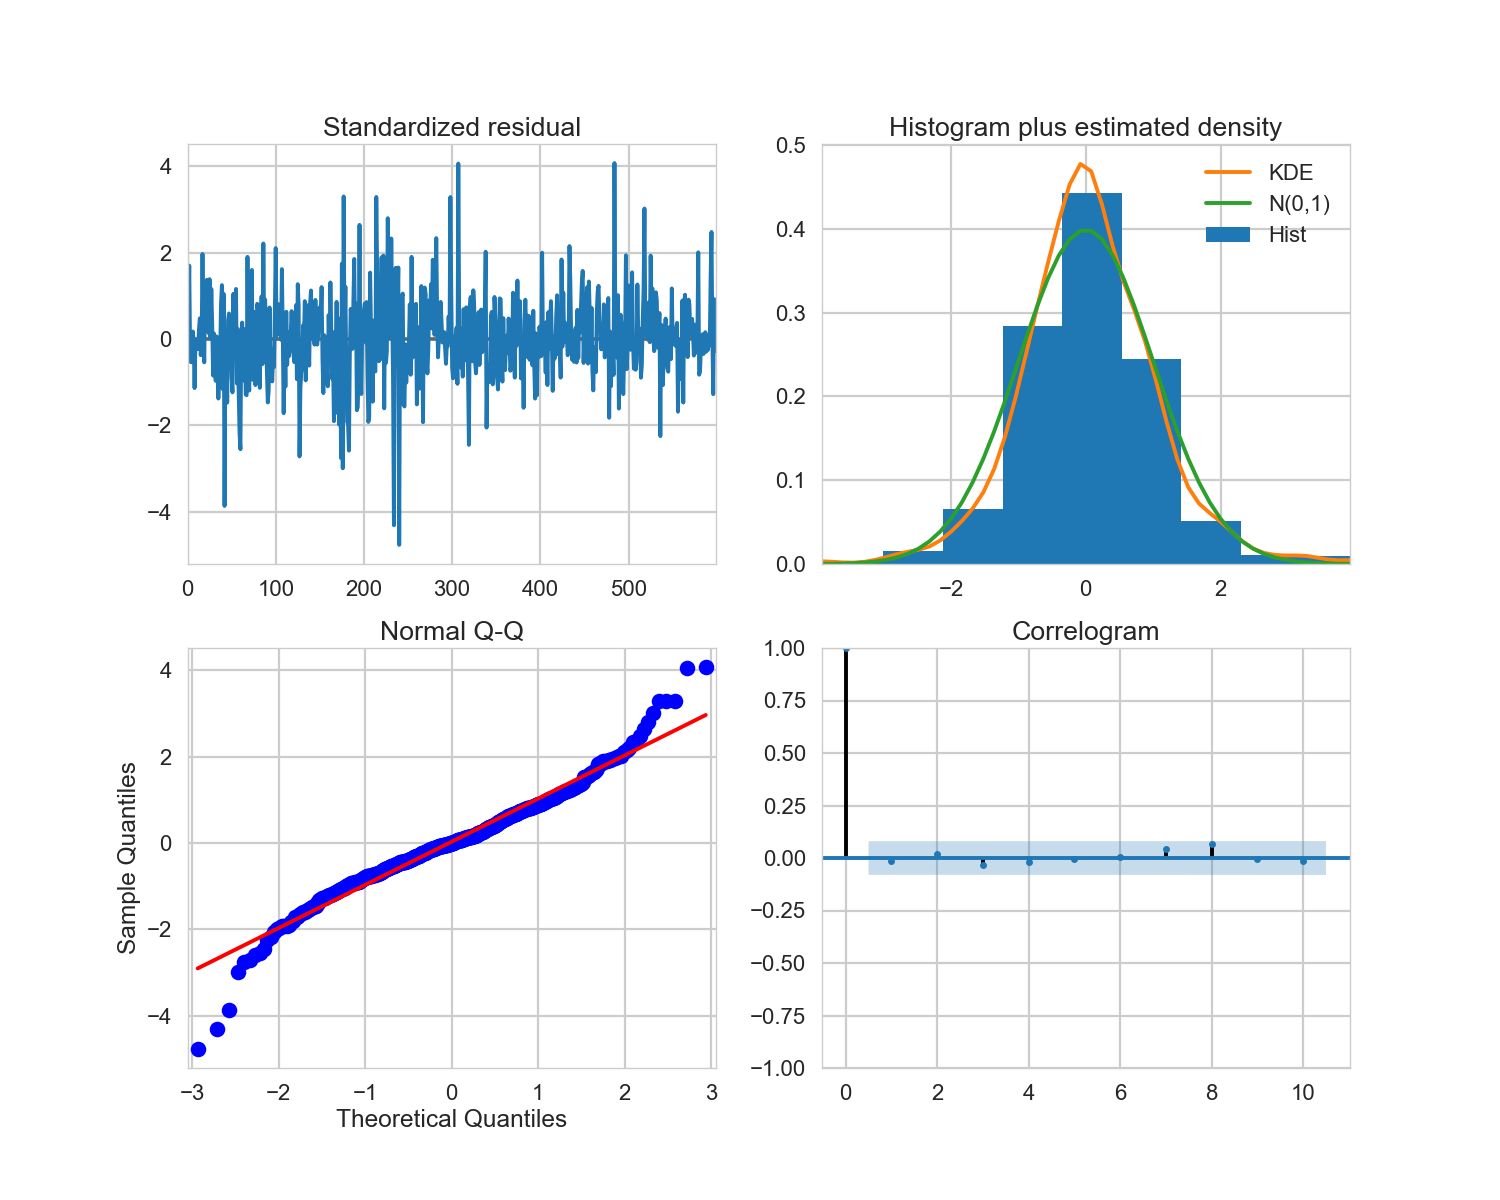 Standardized residual
4
2
0
−2
−4
0 100 200 300 400 500
Histogram plus estimated density
0.5
0.4
0.3
0.2
0.1
0.0
−2 0 2
KDE
N(0,1)
Hist
Normal Q-Q
Sample Quantiles
4
2
0
−2
−4
−3 −2 −1 0 1 2 3
Theoretical Quantiles
Correlogram
1.00
0.75
0.50
0.25
0.00
−0.25
−0.50
−0.75
−1.00
0 2 4 6 8 10